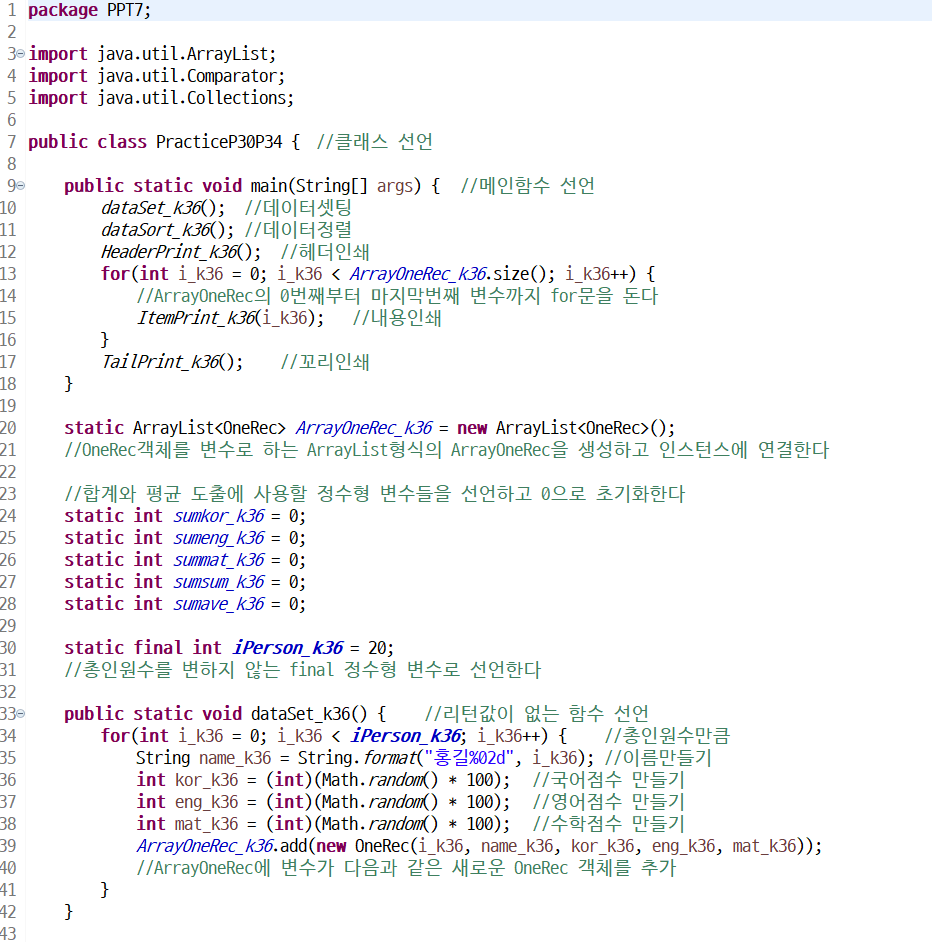 1 package PPT7;
2
3 import java.util.ArrayList;
4 import java.util.Comparator;
5 import java.util.Collections;
6
7 public class PracticeP30P34 { //클래스 선언
8
9 public static void main(String[] args) { //메인함수 선언
10 dataSet_k36(); //데이터셋팅
11 dataSort_k36(); //데이터정렬
12 HeaderPrint_k36(); //헤더인쇄
13 for(int i_k36 = 0; i_k36 < ArrayOneRec_k36.size(); i_k36++) {
14 //ArrayOneRec의 0번째부터 마지막번째 변수까지 for문을 돈다
15 ItemPrint_k36(i_k36); //내용인쇄
16 }
17 TailPrint_k36(); //꼬리인쇄
18 }
19
20 static ArrayList<OneRec> ArrayOneRec_k36 = new ArrayList<OneRec>();
21 //OneRec객체를 변수로 하는 ArrayList형식의 ArrayOneRec을 생성하고 인스턴스에 연결한다
22
23 //합계와 평균 도출에 사용할 정수형 변수들을 선언하고 0으로 초기화한다
24 static int sumkor_k36 = 0;
25 static int sumeng_k36 = 0;
26 static int summat_k36 = 0;
27 static int sumsum_k36 = 0;
28 static int sumave_k36 = 0;
29
30 static final int iPerson_k36 = 20;
31 //총인원수를 변하지 않는 final 정수형 변수로 선언한다
32
33 public static void dataSet_k36() { //리턴값이 없는 함수 선언
34 for(int i_k36 = 0; i_k36 < iPerson_k36; i_k36++) { //총인원수만큼
35 String name_k36 = String.format("홍길%02d", i_k36); //이름만들기
36 int kor_k36 = (int)(Math.random() * 100); //국어점수 만들기
37 int eng_k36 = (int)(Math.random() * 100); //영어점수 만들기
38 int mat_k36 = (int)(Math.random() * 100); //수학점수 만들기
39 ArrayOneRec_k36.add(new OneRec(i_k36, name_k36, kor_k36, eng_k36, mat_k36));
40 //ArrayOneRec에 변수가 다음과 같은 새로운 OneRec 객체를 추가
41 }
42 }
43